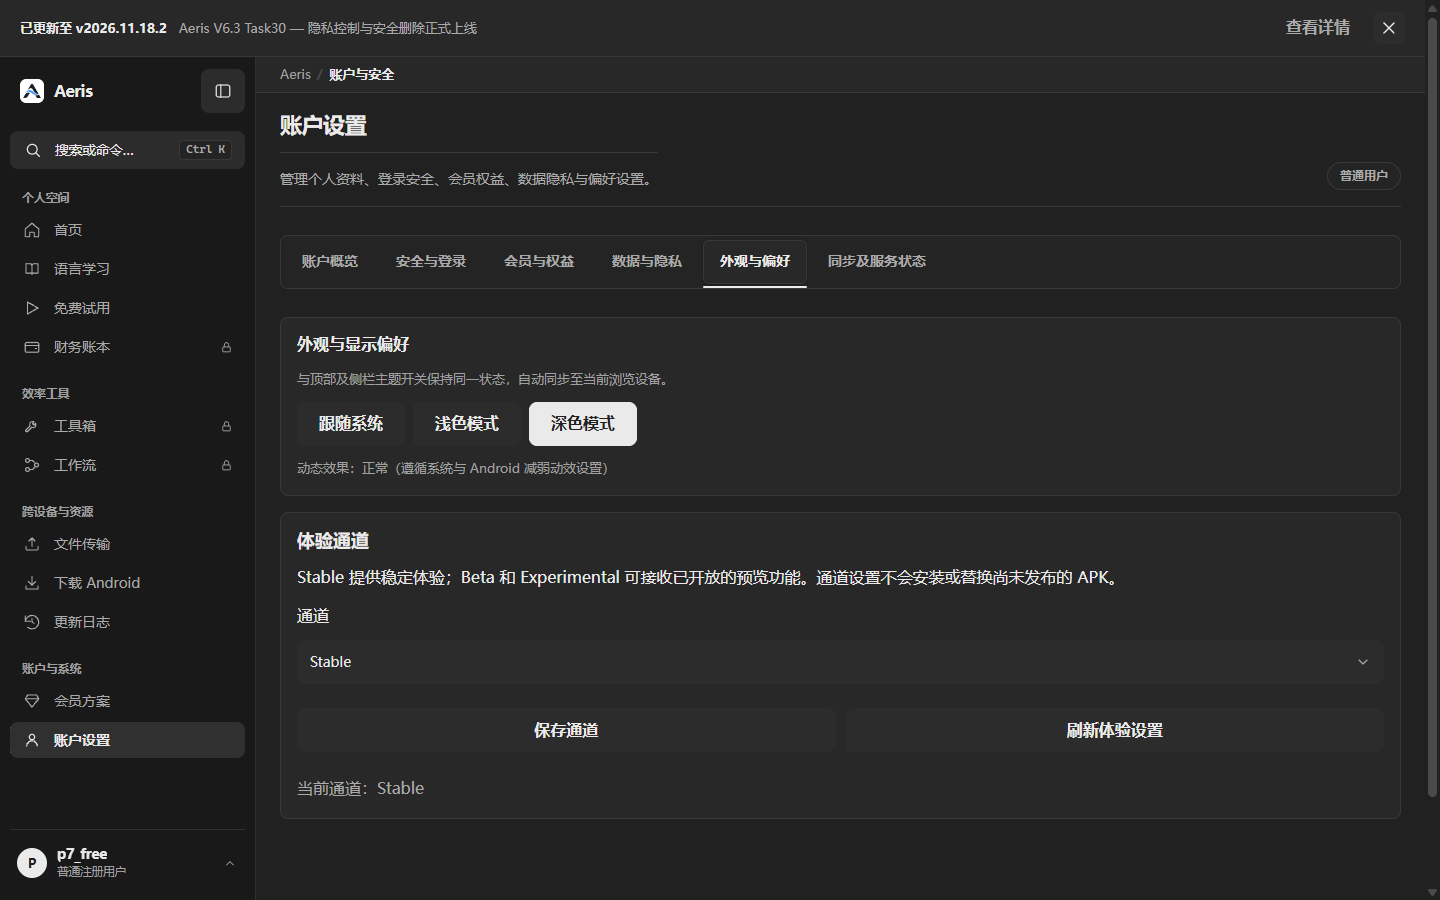 已更新至 v2026.11.18.2 Aeris V6.3 Task30 — 隐私控制与安全删除正式上线 查看详情
Aeris
搜索或命令... Ctrl K
个人空间
首页
语言学习
免费试用
财务账本
效率工具
工具箱
工作流
跨设备与资源
文件传输
下载 Android
更新日志
账户与系统
会员方案
账户设置
P
p7_free
普通注册用户
Aeris / 账户与安全
账户设置
管理个人资料、登录安全、会员权益、数据隐私与偏好设置。
普通用户
账户概览 安全与登录 会员与权益 数据与隐私 外观与偏好 同步及服务状态
外观与显示偏好
与顶部及侧栏主题开关保持同一状态，自动同步至当前浏览设备。
跟随系统 浅色模式 深色模式
动态效果：正常（遵循系统与 Android 减弱动效设置）
体验通道
Stable 提供稳定体验；Beta 和 Experimental 可接收已开放的预览功能。通道设置不会安装或替换尚未发布的 APK。
通道
Stable
保存通道 刷新体验设置
当前通道：Stable